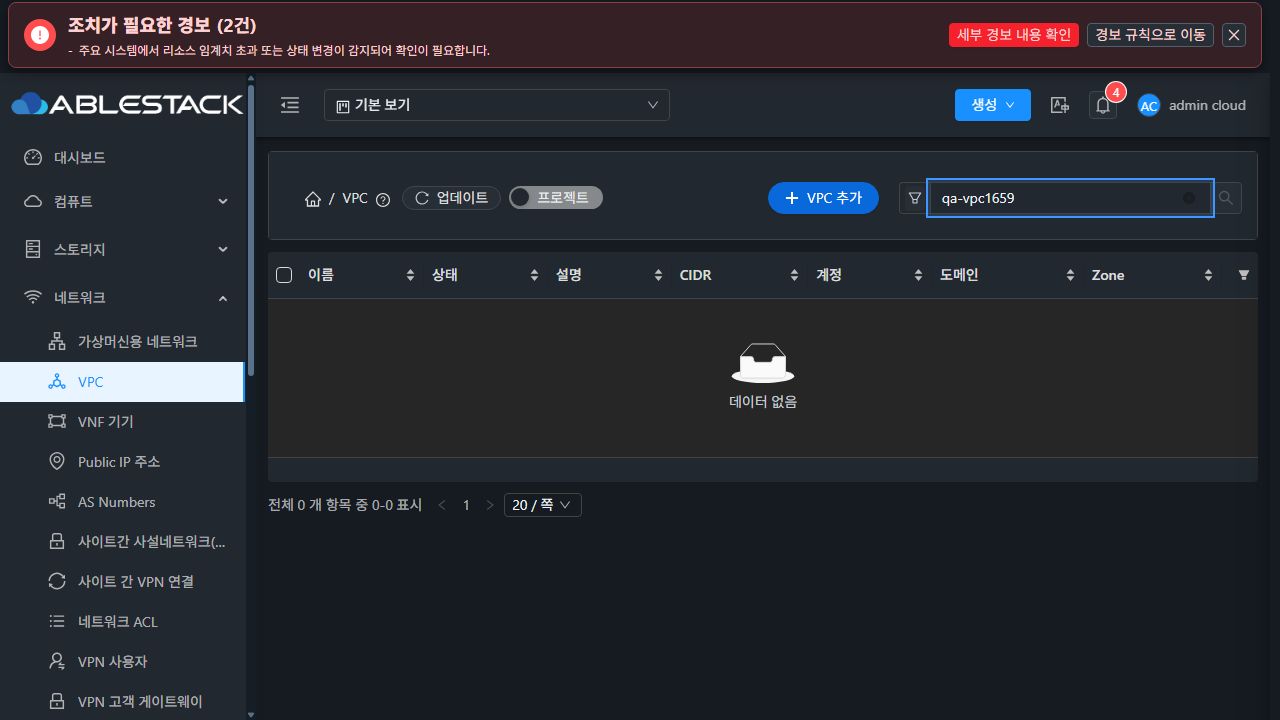 조치가 필요한 경보 (2건)
- 주요 시스템에서 리소스 임계치 초과 또는 상태 변경이 감지되어 확인이 필요합니다.
세부 경보 내용 확인
경보 규칙으로 이동
ABLESTACK
기본 보기
생성
4
AC
admin cloud
대시보드
컴퓨트
스토리지
네트워크
가상머신용 네트워크
VPC
VNF 기기
Public IP 주소
AS Numbers
사이트간 사설네트워크(...
사이트 간 VPN 연결
네트워크 ACL
VPN 사용자
VPN 고객 게이트웨이
/ VPC
업데이트
프로젝트
VPC 추가
qa-vpc1659
이름
상태
설명
CIDR
계정
도메인
Zone
데이터 없음
전체 0 개 항목 중 0-0 표시
1
20 / 쪽